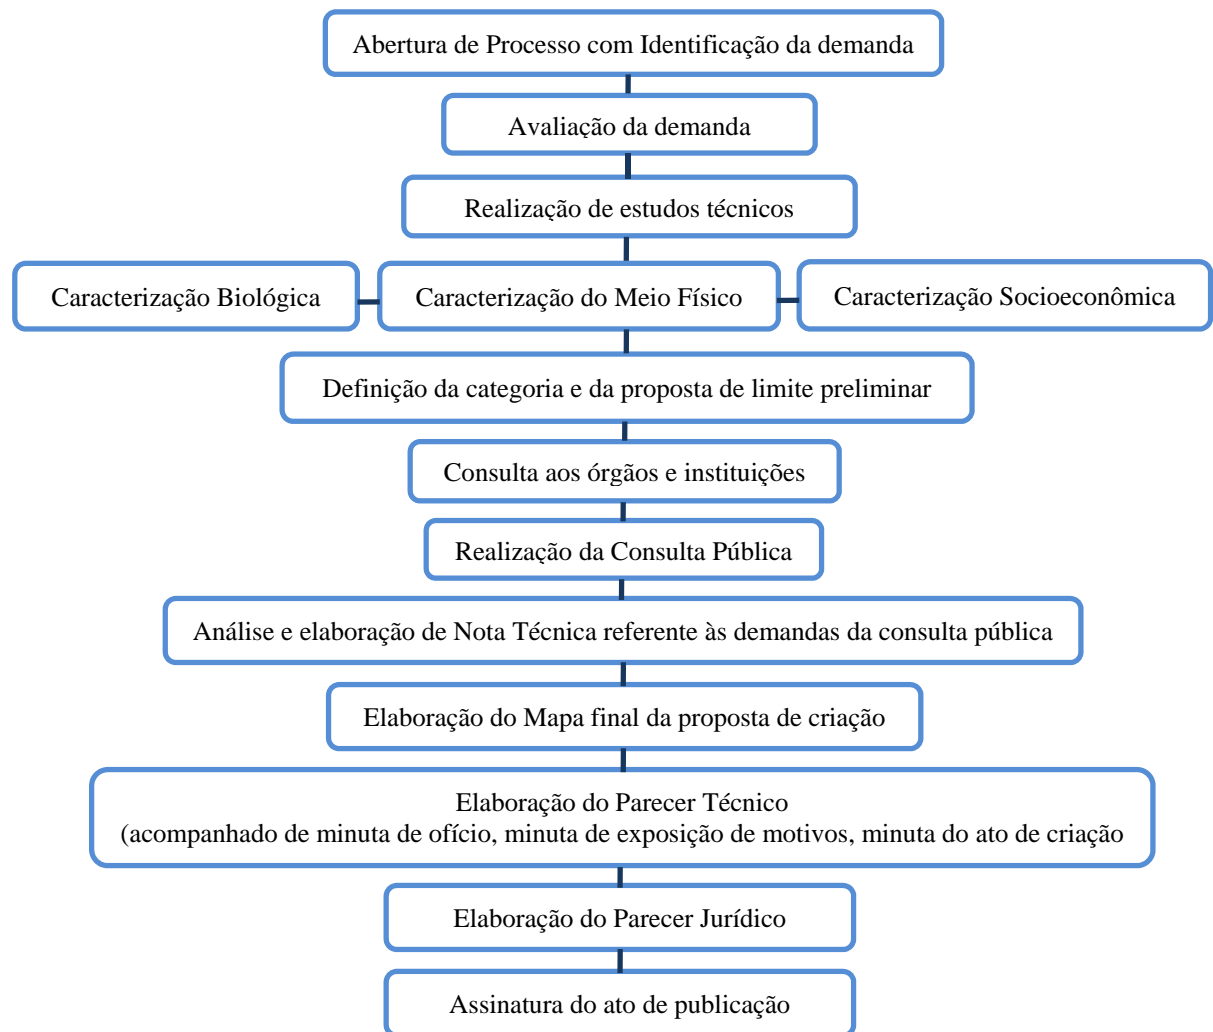 Abertura de Processo com Identificação da demanda
Avaliação da demanda
Realização de estudos técnicos
Caracterização Biológica
Caracterização do Meio Físico
Caracterização Socioeconômica
Definição da categoria e da proposta de limite preliminar
Consulta aos órgãos e instituições
Realização da Consulta Pública
Análise e elaboração de Nota Técnica referente às demandas da consulta pública
Elaboração do Mapa final da proposta de criação
Elaboração do Parecer Técnico
(acompanhado de minuta de ofício, minuta de exposição de motivos, minuta do ato de criação
Elaboração do Parecer Jurídico
Assinatura do ato de publicação